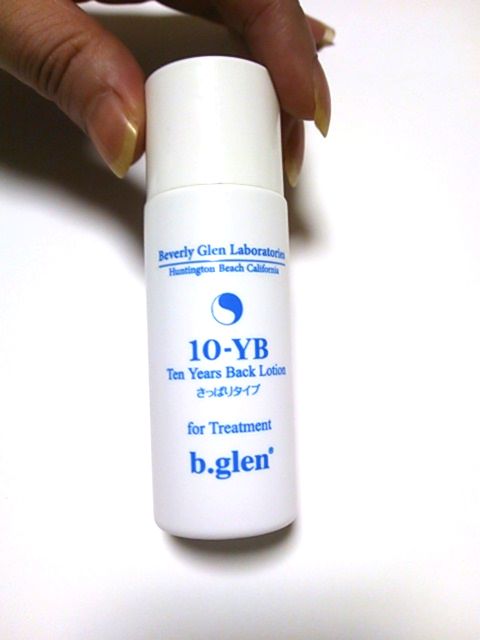 Beverly Glen Laboratories
Huntington Beach California
10-YB
Ten Years Back Lotion
さっぱりタイプ
for Treatment
b.glen®